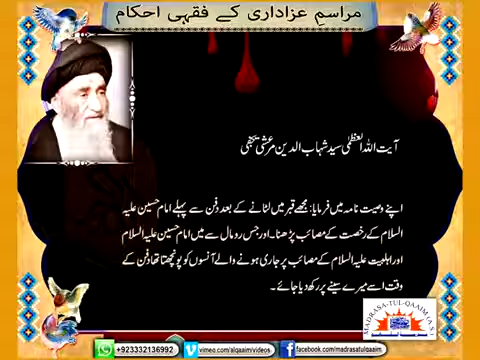 مراسم عزاداری کے فقہی احکام
آیت اللہ العظمٰی سید شہاب الدین مرعشی نجفی
اپنے وصیت نامہ میں فرمایا: مجھے قبر میں لٹانے کے بعد دفن سے پہلے امام حسین علیہ
السلام کے رخصت کے مصائب پڑھنا۔ اور جس رومال سے میں امام حسین علیہ السلام
اور اہلبیت علیہ السلام کے مصائب پر جاری ہونے والے آنسوں کو پونچھتا تھا دفن کے
وقت اسے میرے سینے پر رکھ دیا جائے۔
MADRASA-TUL-QAAIM (A.S)
+923332136992
vimeo.com/alqaaimvideos
facebook.com/madrasatulqaaim